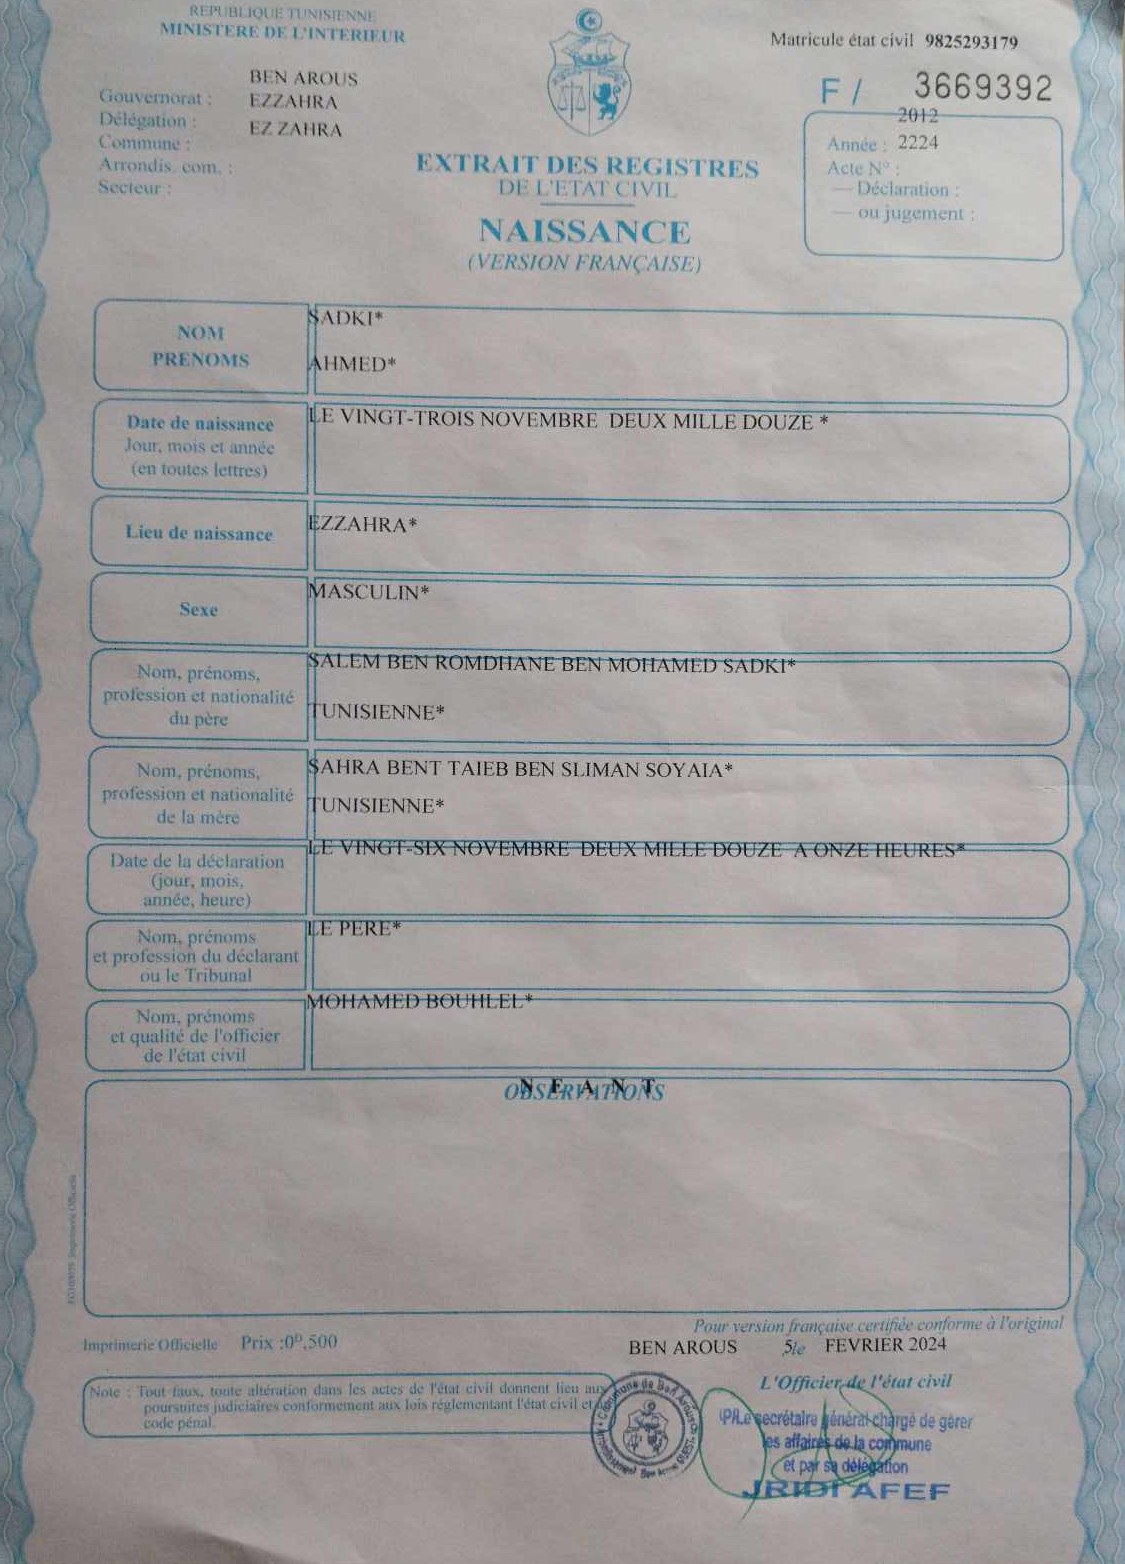 REPUBLIQUE TUNISIENNE
MINISTERE DE L'INTERIEUR
Matricule état civil 9825293179
F / 3669392
BEN AROUS
Gouvernorat : EZZAHRA
Délégation : EZ ZAHRA
Commune :
Arrondis. com. :
Secteur :
2012
Année : 2224
Acte N° :
— Déclaration :
— ou jugement :
EXTRAIT DES REGISTRES
DE L'ETAT CIVIL
NAISSANCE
(VERSION FRANÇAISE)
NOM
PRENOMS
SADKI*
AHMED*
Date de naissance
Jour, mois et année
(en toutes lettres)
LE VINGT-TROIS NOVEMBRE DEUX MILLE DOUZE *
Lieu de naissance
EZZAHRA*
Sexe
MASCULIN*
Nom, prénoms,
profession et nationalité
du père
SALEM BEN ROMDHANE BEN MOHAMED SADKI*
TUNISIENNE*
Nom, prénoms,
profession et nationalité
de la mère
SAHRA BENT TAIEB BEN SLIMAN SOYAIA*
TUNISIENNE*
Date de la déclaration
(jour, mois,
année, heure)
LE VINGT-SIX NOVEMBRE DEUX MILLE DOUZE A ONZE HEURES*
Nom, prénoms
et profession du déclarant
ou le Tribunal
LE PERE*
Nom, prénoms
et qualité de l'officier
de l'état civil
MOHAMED BOUHLEL*
OBSERVATIONS
N E A N T
Imprimerie Officielle
Imprimerie Officielle Prix :0ᴰ,500
Pour version française certifiée conforme à l'original
BEN AROUS 5 le FEVRIER 2024
L'Officier de l'état civil
Note : Tout faux, toute altération dans les actes de l'état civil donnent lieu aux
poursuites judiciaires conformement aux lois réglementant l'état civil et
code pénal.
Commune de Ben Arous
P/Le secrétaire général chargé de gérer
les affaires de la commune
et par sa délégation
JRIDI AFEF